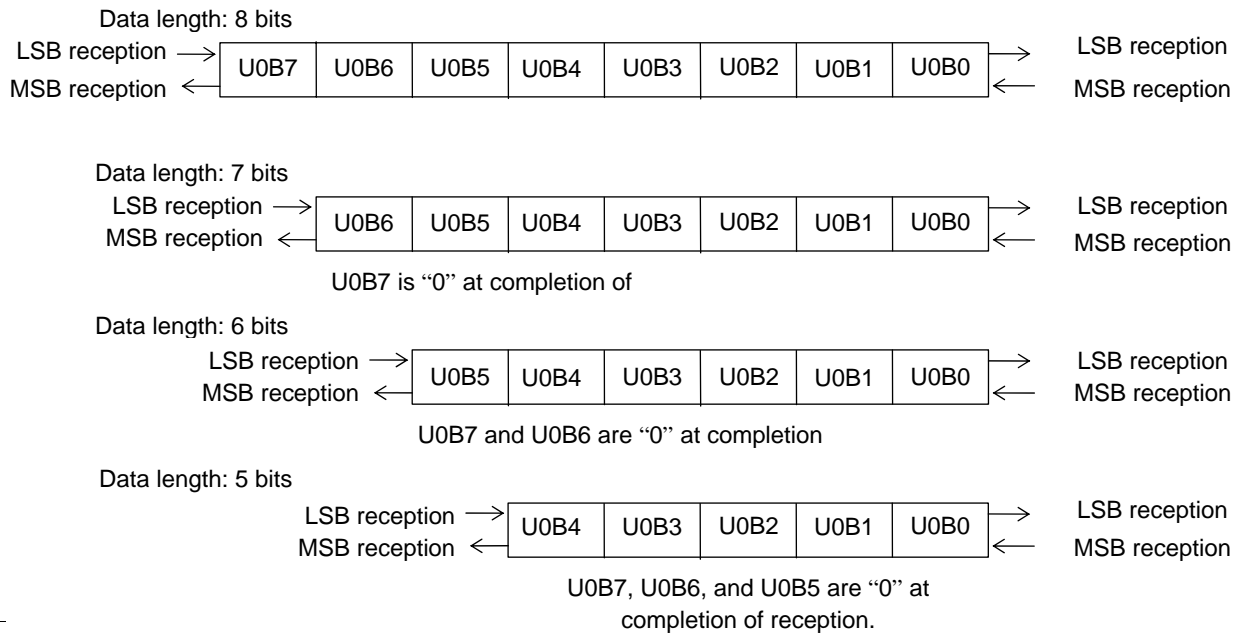 Data length: 8 bits
LSB reception
MSB reception
U0B7 U0B6 U0B5 U0B4 U0B3 U0B2 U0B1 U0B0
LSB reception
MSB reception
Data length: 7 bits
LSB reception
MSB reception
U0B6 U0B5 U0B4 U0B3 U0B2 U0B1 U0B0
LSB reception
MSB reception
U0B7 is “0” at completion of
Data length: 6 bits
LSB reception
MSB reception
U0B5 U0B4 U0B3 U0B2 U0B1 U0B0
LSB reception
MSB reception
U0B7 and U0B6 are “0” at completion
Data length: 5 bits
LSB reception
MSB reception
U0B4 U0B3 U0B2 U0B1 U0B0
LSB reception
MSB reception
U0B7, U0B6, and U0B5 are “0” at
completion of reception.